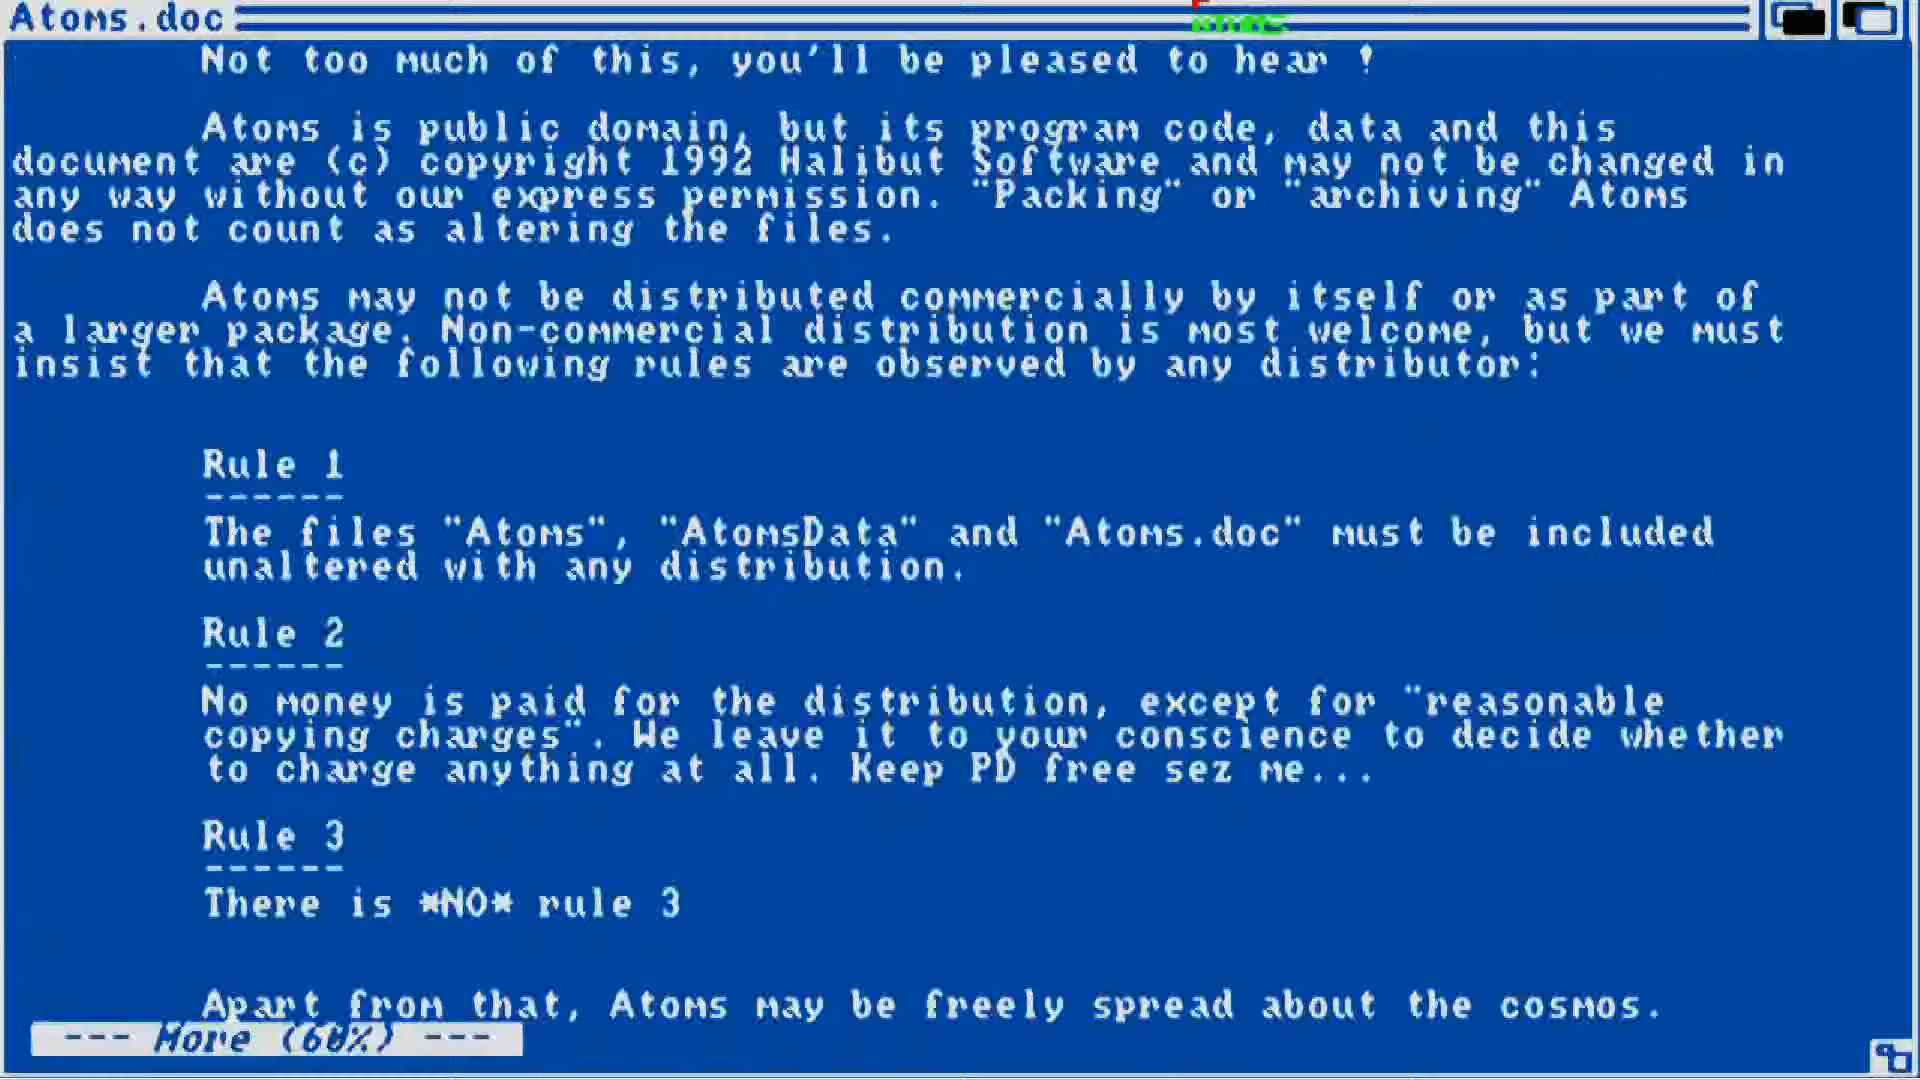 Atoms.doc
Not too much of this, you'll be pleased to hear !
Atoms is public domain, but its program code, data and this
document are (c) copyright 1992 Halibut Software and may not be changed in
any way without our express permission. "Packing" or "archiving" Atoms
does not count as altering the files.
Atoms may not be distributed commercially by itself or as part of
a larger package. Non-commercial distribution is most welcome, but we must
insist that the following rules are observed by any distributor:
Rule 1
------
The files "Atoms", "AtomsData" and "Atoms.doc" must be included
unaltered with any distribution.
Rule 2
------
No money is paid for the distribution, except for "reasonable
copying charges". We leave it to your conscience to decide whether
to charge anything at all. Keep PD free sez me...
Rule 3
------
There is *NO* rule 3
Apart from that, Atoms may be freely spread about the cosmos.
--- More (60%) ---